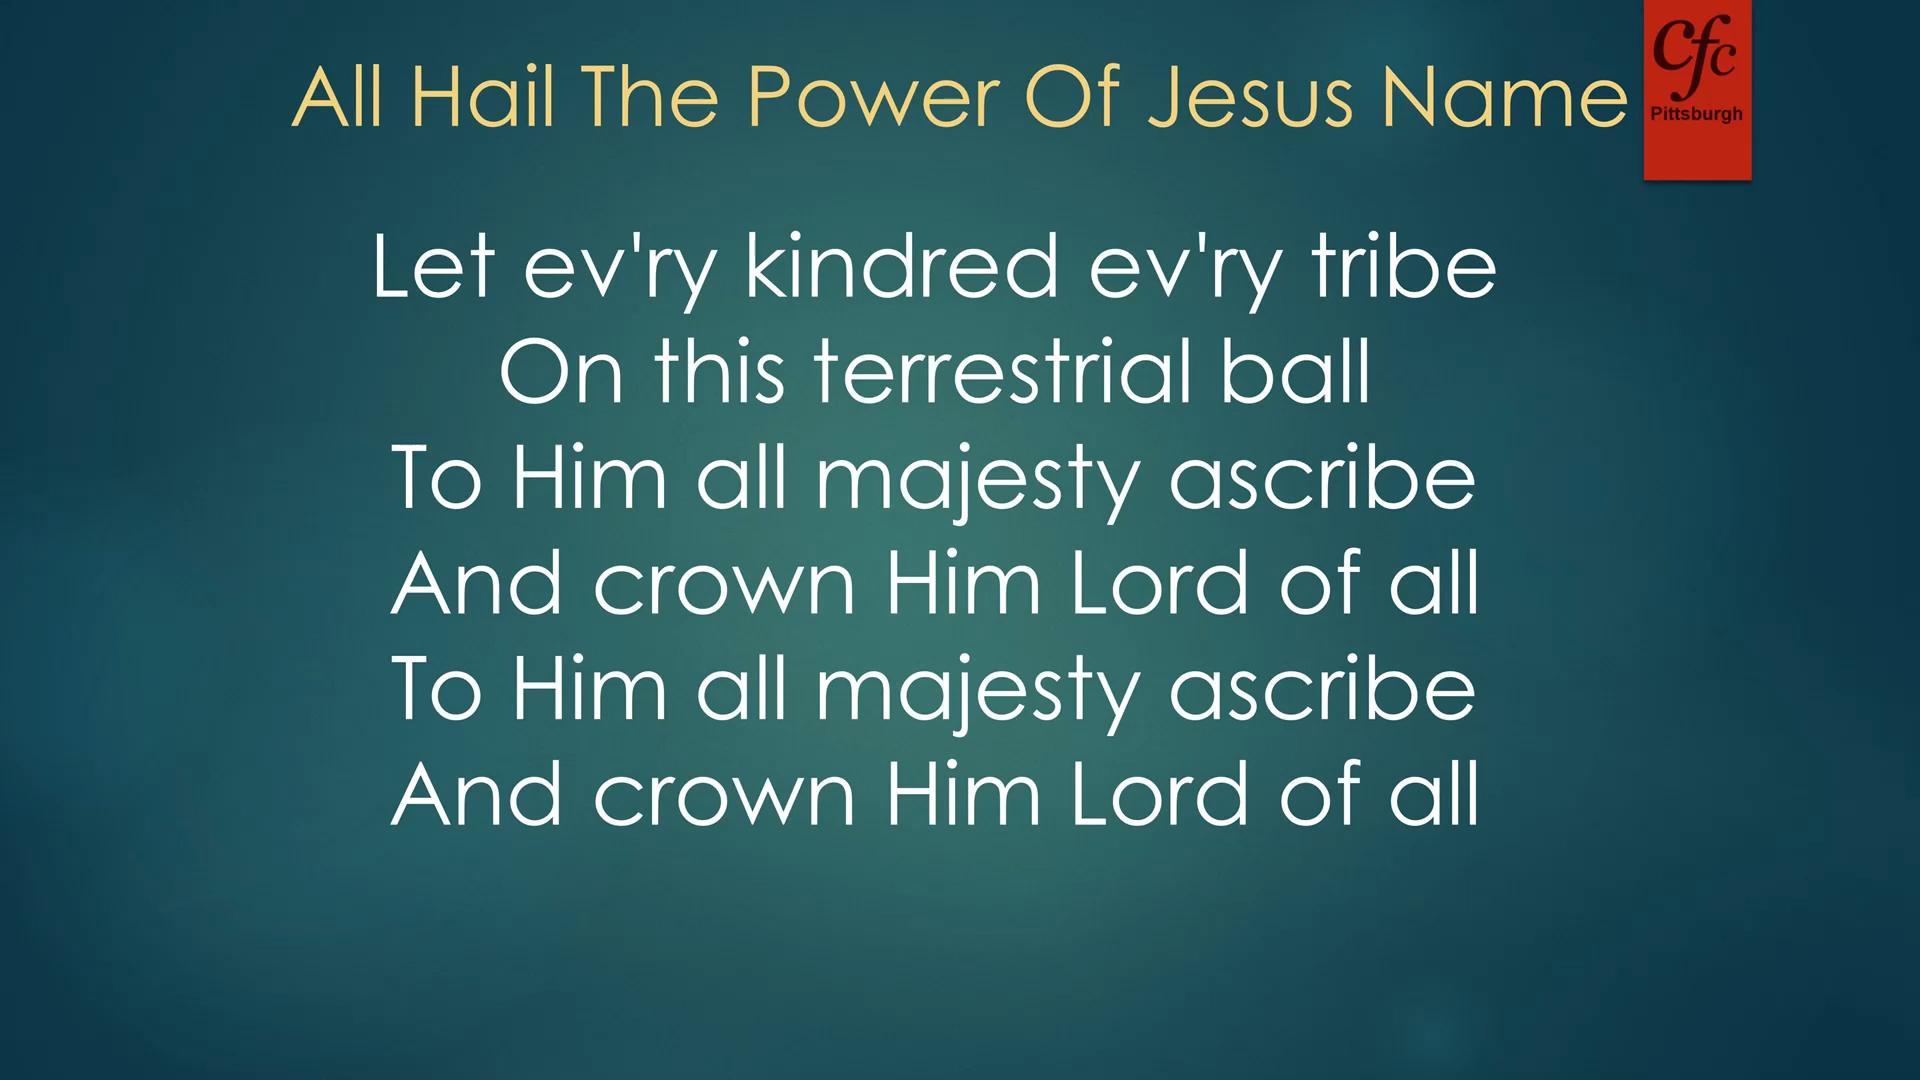 All Hail The Power Of Jesus Name
cfc
Pittsburgh
Let ev'ry kindred ev'ry tribe
On this terrestrial ball
To Him all majesty ascribe
And crown Him Lord of all
To Him all majesty ascribe
And crown Him Lord of all